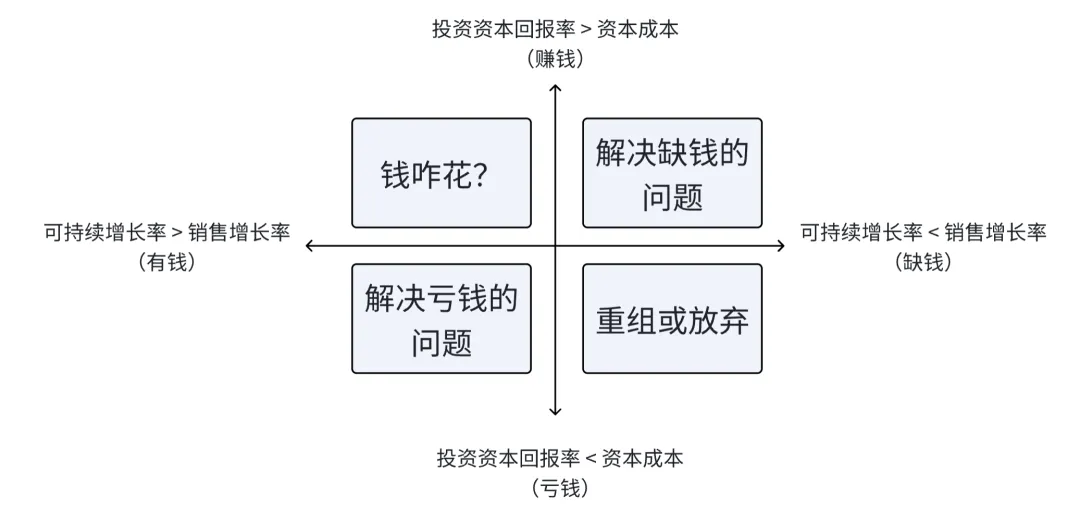 投资资本回报率 > 资本成本
（赚钱）
钱咋花？
解决缺钱的
问题
可持续增长率 > 销售增长率
（有钱）
可持续增长率 < 销售增长率
（缺钱）
解决亏钱的
问题
重组或放弃
投资资本回报率 < 资本成本
（亏钱）